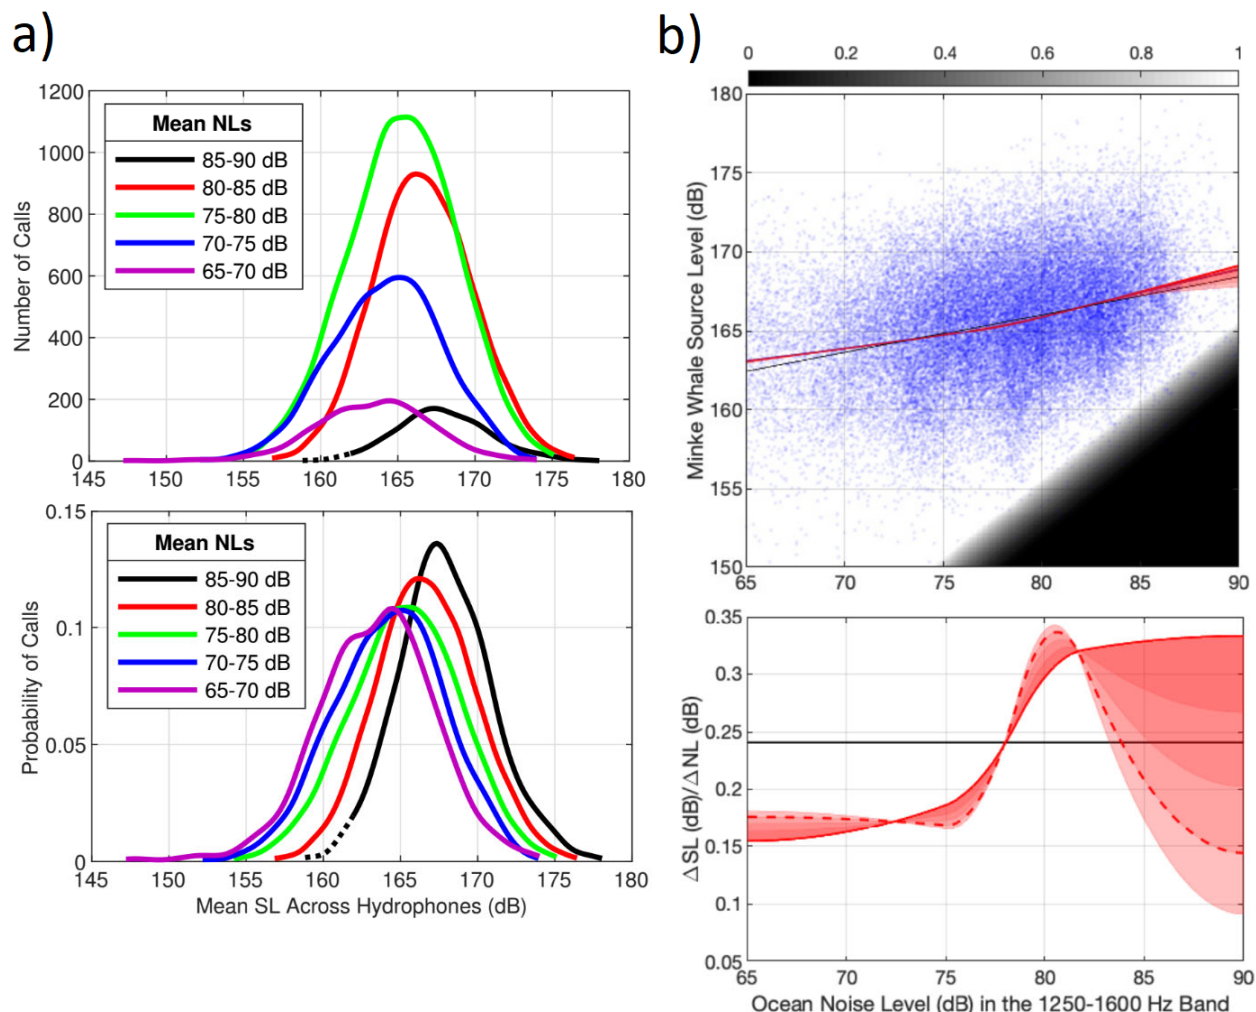 a)
1200
1000
800
600
400
200
0
Number of Calls
Mean NLs
85-90 dB
80-85 dB
75-80 dB
70-75 dB
65-70 dB
145 150 155 160 165 170 175 180
0.15
0.1
0.05
0
Probability of Calls
Mean NLs
85-90 dB
80-85 dB
75-80 dB
70-75 dB
65-70 dB
145 150 155 160 165 170 175 180
Mean SL Across Hydrophones (dB)
b)
0 0.2 0.4 0.6 0.8 1
180
175
170
165
160
155
150
Minke Whale Source Level (dB)
65 70 75 80 85 90
0.35
0.3
0.25
0.2
0.15
0.1
0.05
△SL (dB)/△NL (dB)
65 70 75 80 85 90
Ocean Noise Level (dB) in the 1250-1600 Hz Band